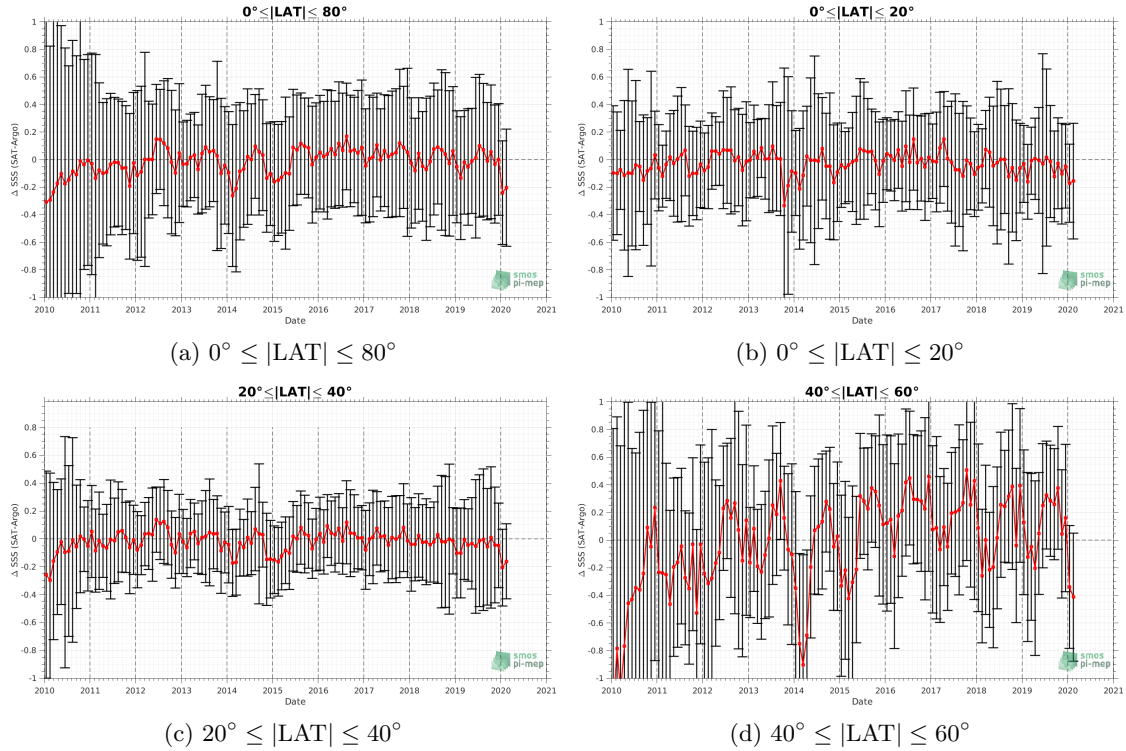 0°≤|LAT|≤ 80°
1
0.8
0.6
0.4
0.2
0
-0.2
-0.4
-0.6
-0.8
-1
Δ SSS (SAT-Argo)
smos
pi-mep
2010 2011 2012 2013 2014 2015 2016 2017 2018 2019 2020 2021
Date
(a) 0° ≤ |LAT| ≤ 80°
0°≤|LAT|≤ 20°
1
0.8
0.6
0.4
0.2
0
-0.2
-0.4
-0.6
-0.8
-1
Δ SSS (SAT-Argo)
smos
pi-mep
2010 2011 2012 2013 2014 2015 2016 2017 2018 2019 2020 2021
Date
(b) 0° ≤ |LAT| ≤ 20°
20°≤|LAT|≤ 40°
0.8
0.6
0.4
0.2
0
-0.2
-0.4
-0.6
-0.8
-1
Δ SSS (SAT-Argo)
smos
pi-mep
2010 2011 2012 2013 2014 2015 2016 2017 2018 2019 2020 2021
Date
(c) 20° ≤ |LAT| ≤ 40°
40°≤|LAT|≤ 60°
1
0.8
0.6
0.4
0.2
0
-0.2
-0.4
-0.6
-0.8
-1
Δ SSS (SAT-Argo)
smos
pi-mep
2010 2011 2012 2013 2014 2015 2016 2017 2018 2019 2020 2021
Date
(d) 40° ≤ |LAT| ≤ 60°